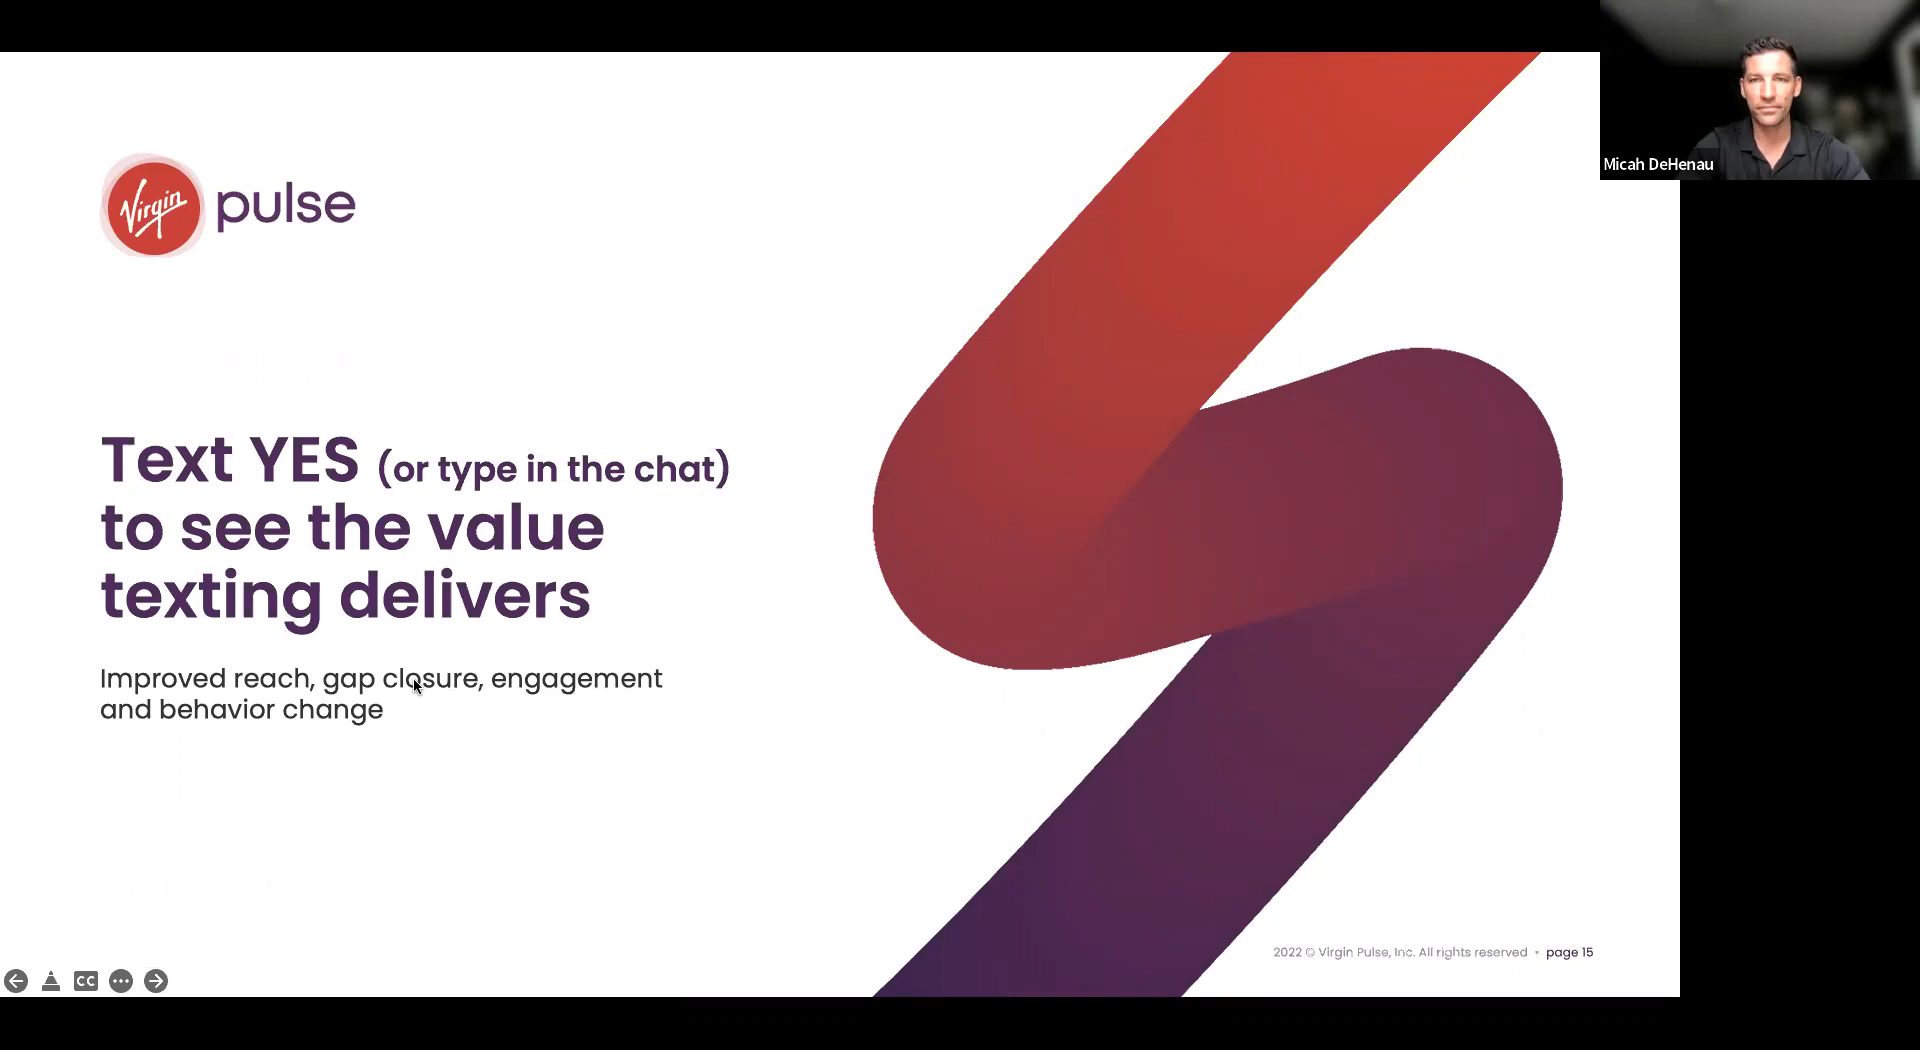 Micah DeHenau
Virgin pulse
Text YES (or type in the chat)
to see the value
texting delivers
Improved reach, gap closure, engagement
and behavior change
2022 © Virgin Pulse, Inc. All rights reserved • page 15
CC